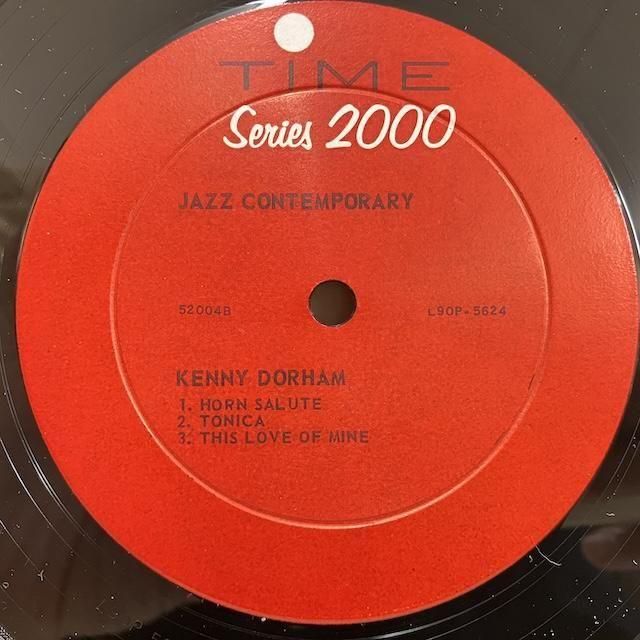 TIME
Series 2000
JAZZ CONTEMPORARY
52004B L90P-5624
KENNY DORHAM
1. HORN SALUTE
2. TONICA
3. THIS LOVE OF MINE